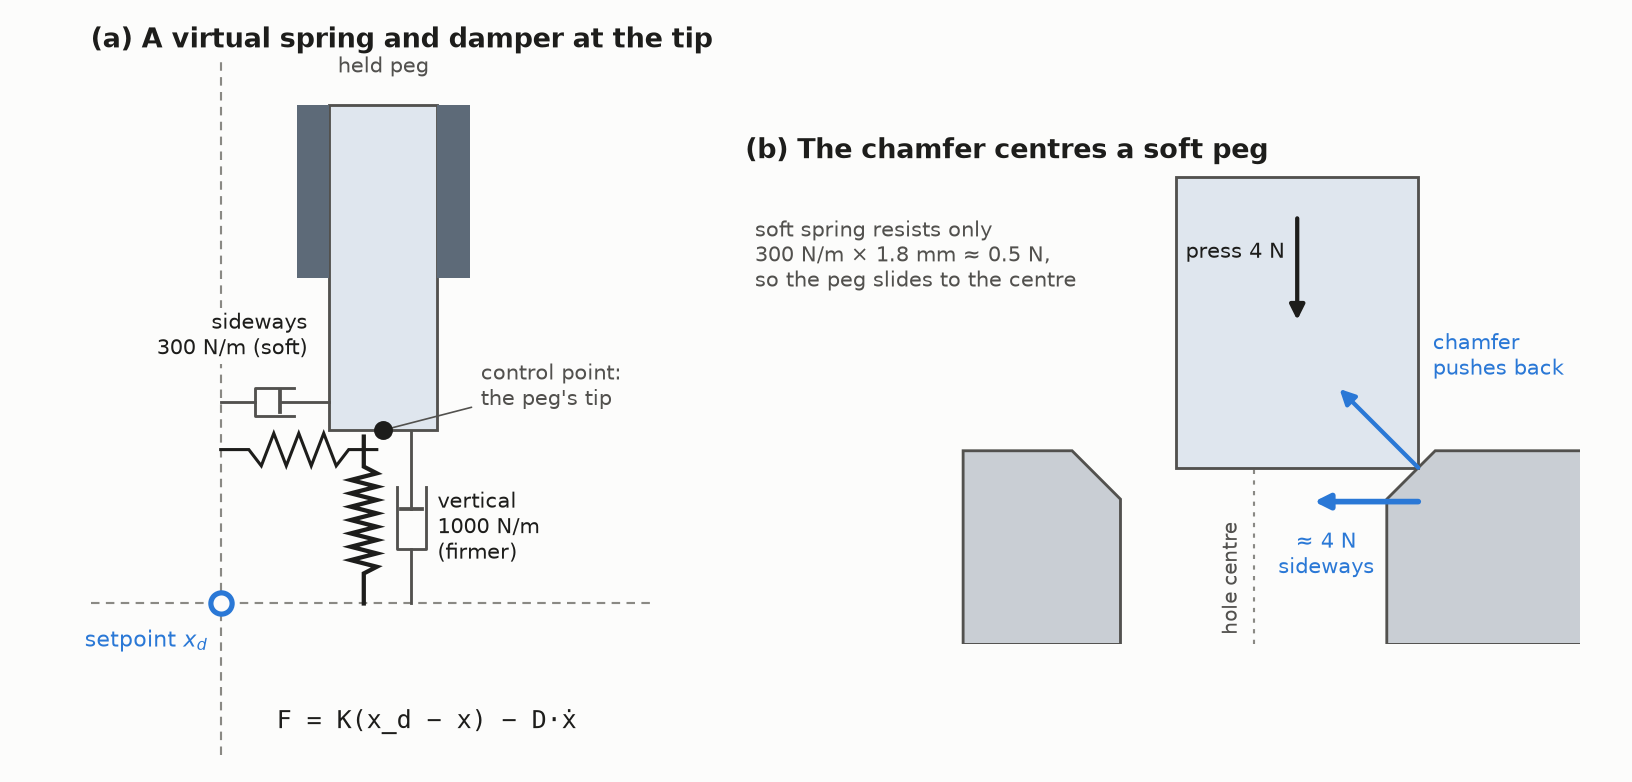 (a) A virtual spring and damper at the tip
held peg
sideways
300 N/m (soft)
control point:
the peg's tip
vertical
1000 N/m
(firmer)
setpoint x_d
F = K(x_d − x) − D·ẋ
(b) The chamfer centres a soft peg
soft spring resists only
300 N/m × 1.8 mm ≈ 0.5 N,
so the peg slides to the centre
press 4 N
chamfer
pushes back
≈ 4 N
sideways
hole centre